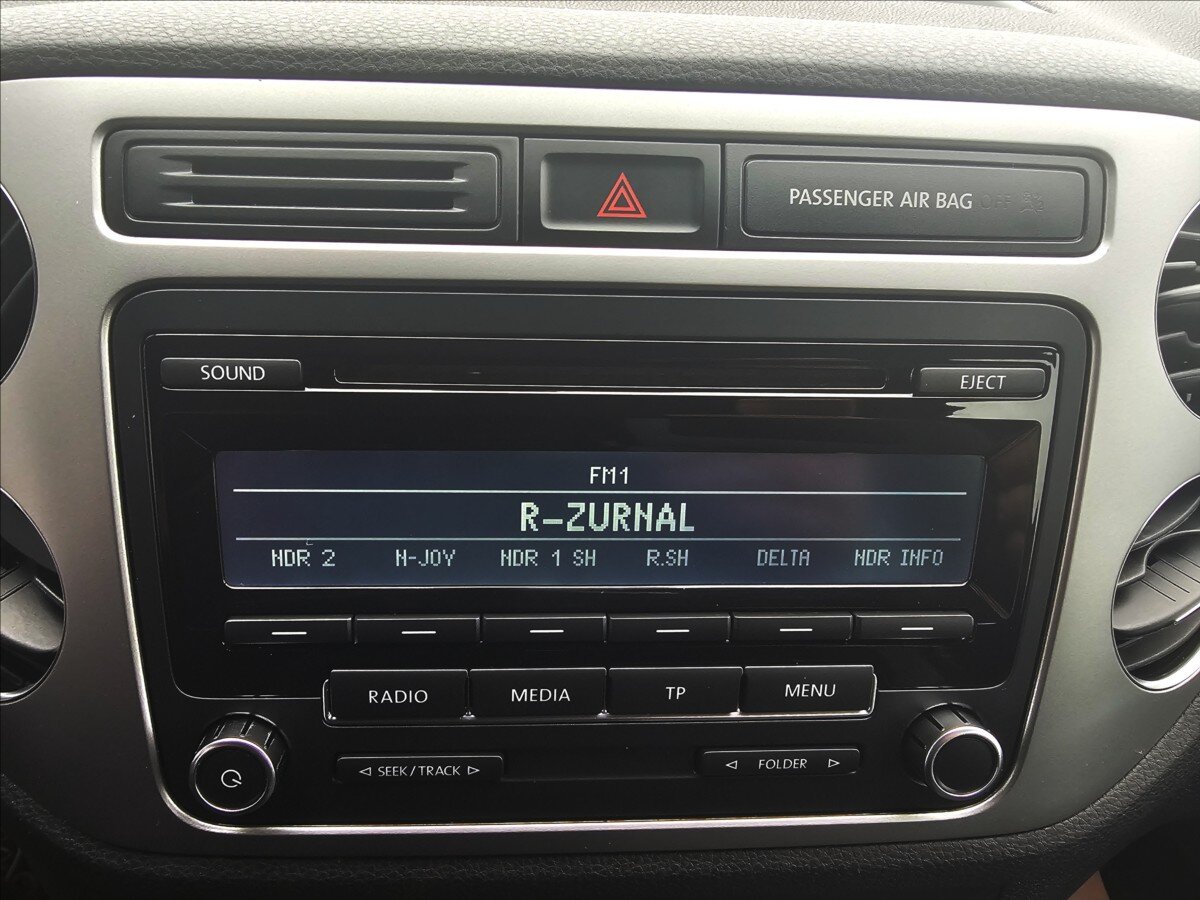 PASSENGER AIR BAG OFF
SOUND
EJECT
FM1
R-ZURNAL
NDR 2 N-JOY NDR 1 SH R.SH DELTA NDR INFO
RADIO MEDIA TP MENU
SEEK/TRACK FOLDER